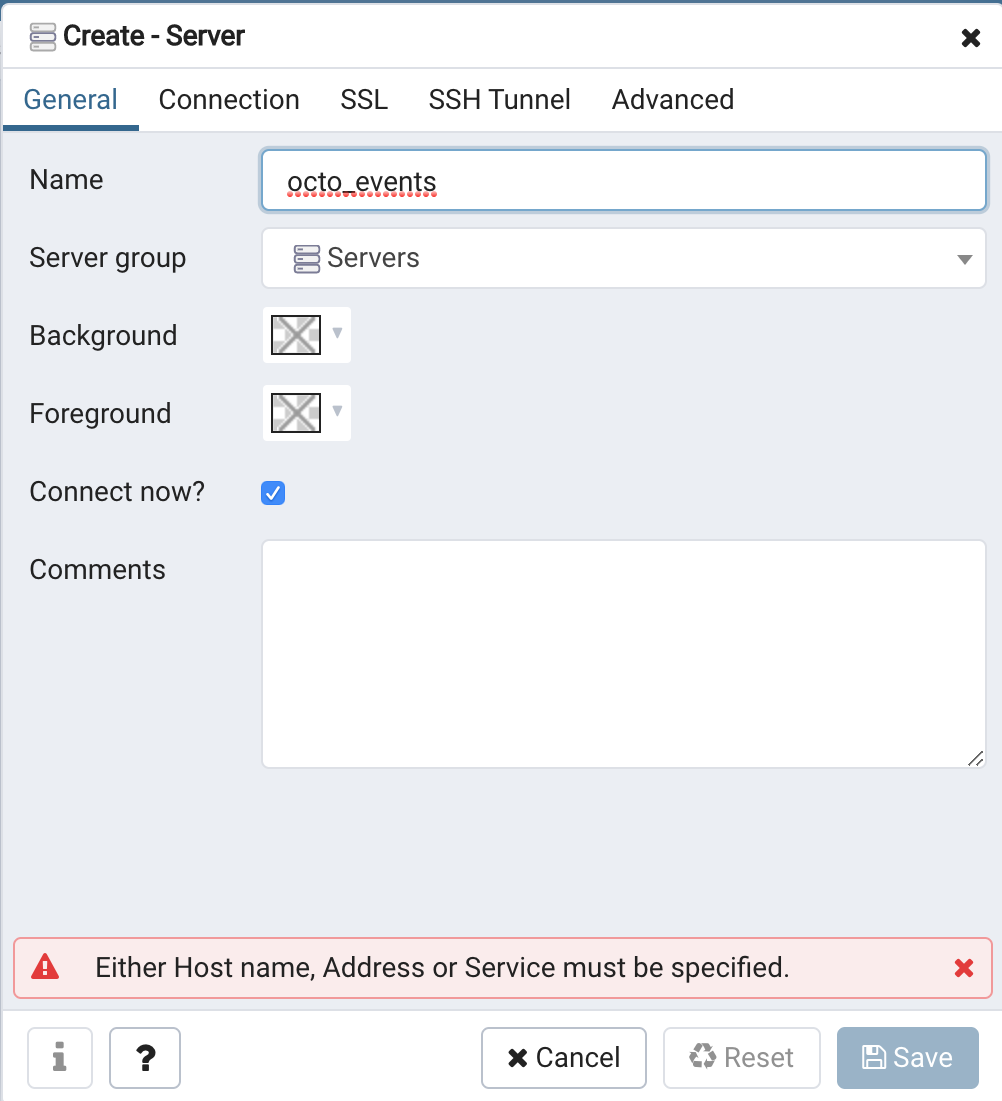 Create - Server
General Connection SSL SSH Tunnel Advanced
Name octo_events
Server group Servers
Background
Foreground
Connect now?
Comments
Either Host name, Address or Service must be specified.
i ? Cancel Reset Save